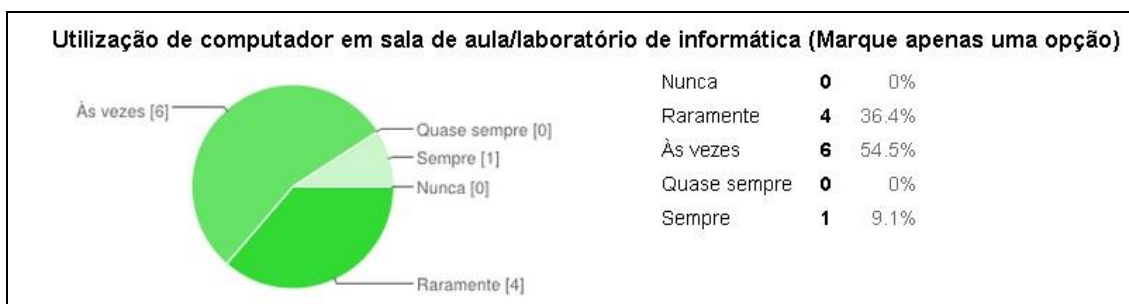 Utilização de computador em sala de aula/laboratório de informática (Marque apenas uma opção)
Às vezes [6]
Quase sempre [0]
Sempre [1]
Nunca [0]
Raramente [4]
Nunca 0 0%
Raramente 4 36.4%
Às vezes 6 54.5%
Quase sempre 0 0%
Sempre 1 9.1%